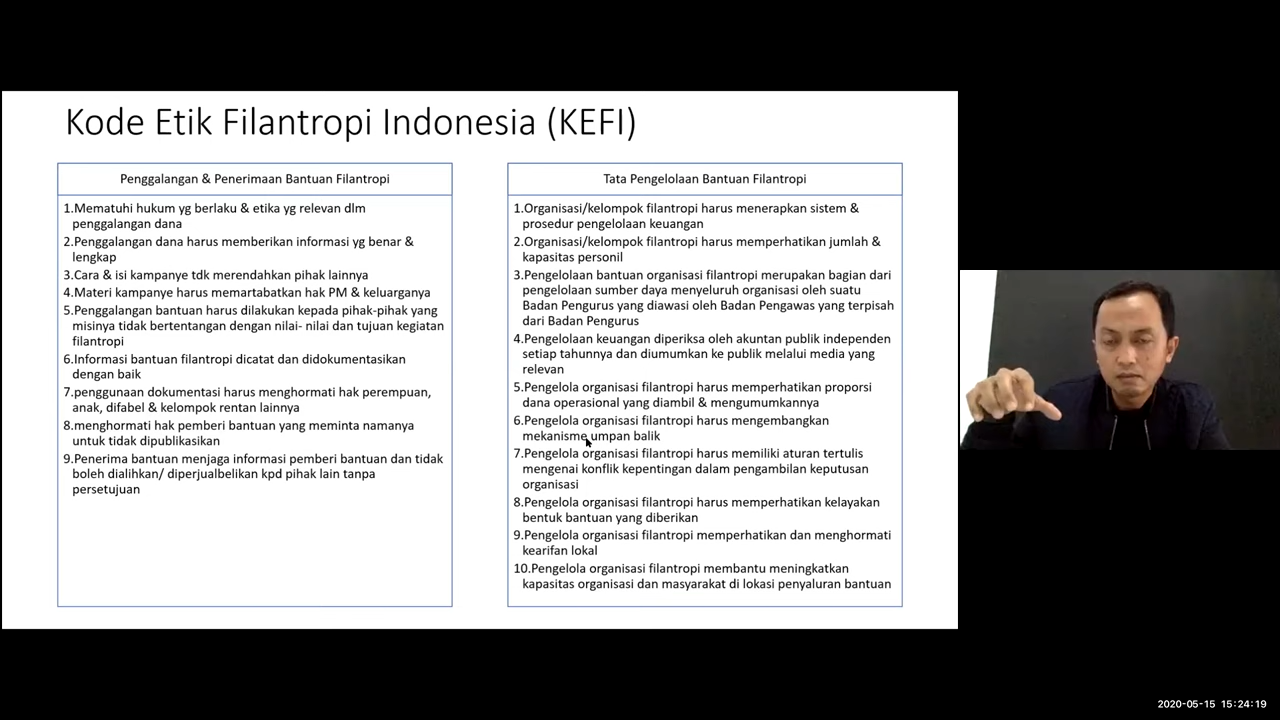 Kode Etik Filantropi Indonesia (KEFI)
Penggalangan & Penerimaan Bantuan Filantropi
1.Mematuhi hukum yg berlaku & etika yg relevan dlm
penggalangan dana
2.Penggalangan dana harus memberikan informasi yg benar &
lengkap
3.Cara & isi kampanye tdk merendahkan pihak lainnya
4.Materi kampanye harus memartabatkan hak PM & keluarganya
5.Penggalangan bantuan harus dilakukan kepada pihak-pihak yang
misinya tidak bertentangan dengan nilai- nilai dan tujuan kegiatan
filantropi
6.Informasi bantuan filantropi dicatat dan didokumentasikan
dengan baik
7.penggunaan dokumentasi harus menghormati hak perempuan,
anak, difabel & kelompok rentan lainnya
8.menghormati hak pemberi bantuan yang meminta namanya
untuk tidak dipublikasikan
9.Penerima bantuan menjaga informasi pemberi bantuan dan tidak
boleh dialihkan/ diperjualbelikan kpd pihak lain tanpa
persetujuan
Tata Pengelolaan Bantuan Filantropi
1.Organisasi/kelompok filantropi harus menerapkan sistem &
prosedur pengelolaan keuangan
2.Organisasi/kelompok filantropi harus memperhatikan jumlah &
kapasitas personil
3.Pengelolaan bantuan organisasi filantropi merupakan bagian dari
pengelolaan sumber daya menyeluruh organisasi oleh suatu
Badan Pengurus yang diawasi oleh Badan Pengawas yang terpisah
dari Badan Pengurus
4.Pengelolaan keuangan diperiksa oleh akuntan publik independen
setiap tahunnya dan diumumkan ke publik melalui media yang
relevan
5.Pengelola organisasi filantropi harus memperhatikan proporsi
dana operasional yang diambil & mengumumkannya
6.Pengelola organisasi filantropi harus mengembangkan
mekanisme umpan balik
7.Pengelola organisasi filantropi harus memiliki aturan tertulis
mengenai konflik kepentingan dalam pengambilan keputusan
organisasi
8.Pengelola organisasi filantropi harus memperhatikan kelayakan
bentuk bantuan yang diberikan
9.Pengelola organisasi filantropi memperhatikan dan menghormati
kearifan lokal
10.Pengelola organisasi filantropi membantu meningkatkan
kapasitas organisasi dan masyarakat di lokasi penyaluran bantuan
2020-05-15 15:24:19